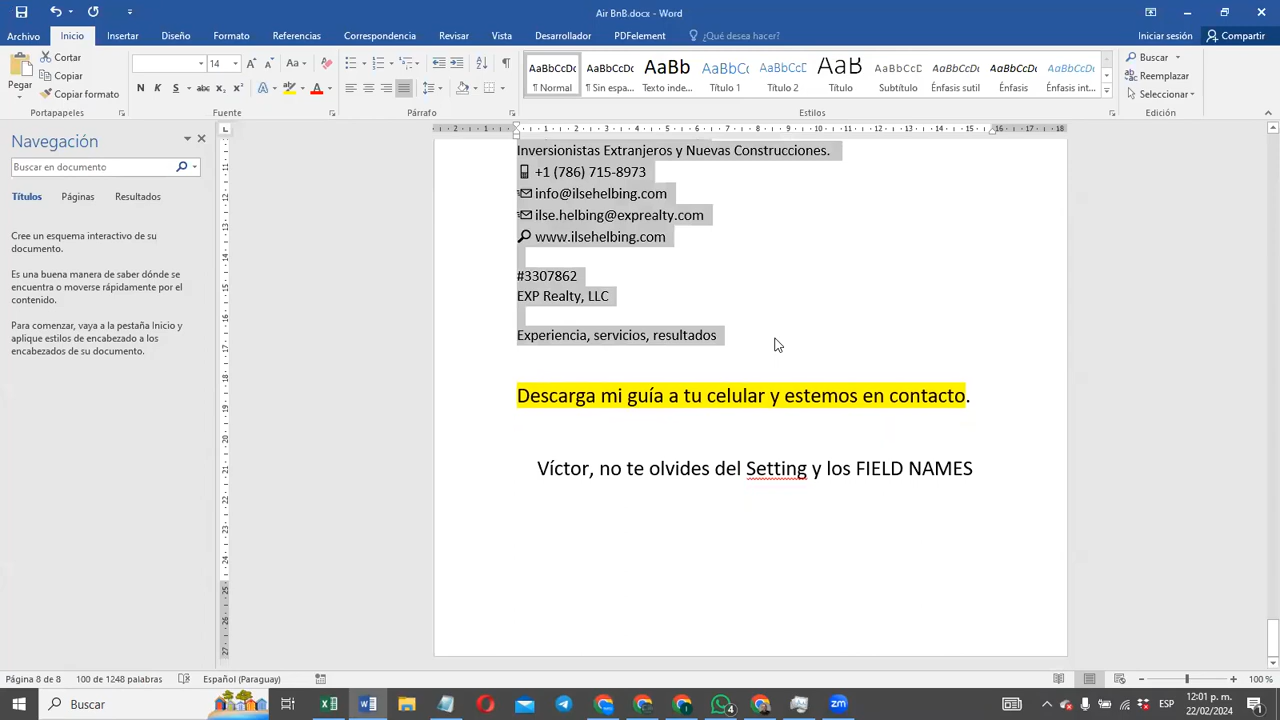 Air BnB.docx - Word
Archivo Inicio Insertar Diseño Formato Referencias Correspondencia Revisar Vista Desarrollador PDFelement ¿Qué desea hacer? Iniciar sesión Compartir
Pegar
Cortar
Copiar
Copiar formato
14
AaBbCcDc AaBbCcDc AaBb AaBbCcD AaBbCcD AaB AaBbCcD AaBbCcDc AaBbCcDc AaBbCcDc
¶ Normal ¶ Sin espa... Texto inde... Título 1 Título 2 Título Subtítulo Énfasis sutil Énfasis Énfasis int...
Buscar
Reemplazar
Seleccionar
Portapapeles Fuente Párrafo Estilos Edición
Navegación
Buscar en documento
Títulos Páginas Resultados
Cree un esquema interactivo de su
documento.
Es una buena manera de saber dónde se
encuentra o moverse rápidamente por el
contenido.
Para comenzar, vaya a la pestaña Inicio y
aplique estilos de encabezado a los
encabezados de su documento.
Inversionistas Extranjeros y Nuevas Construcciones.
+1 (786) 715-8973
info@ilsehelbing.com
ilse.helbing@exprealty.com
www.ilsehelbing.com
#3307862
EXP Realty, LLC
Experiencia, servicios, resultados
Descarga mi guía a tu celular y estemos en contacto.
Víctor, no te olvides del Setting y los FIELD NAMES
Página 8 de 8 100 de 1248 palabras Español (Paraguay) 100 %
Buscar
4
ESP
12:01 p. m.
22/02/2024